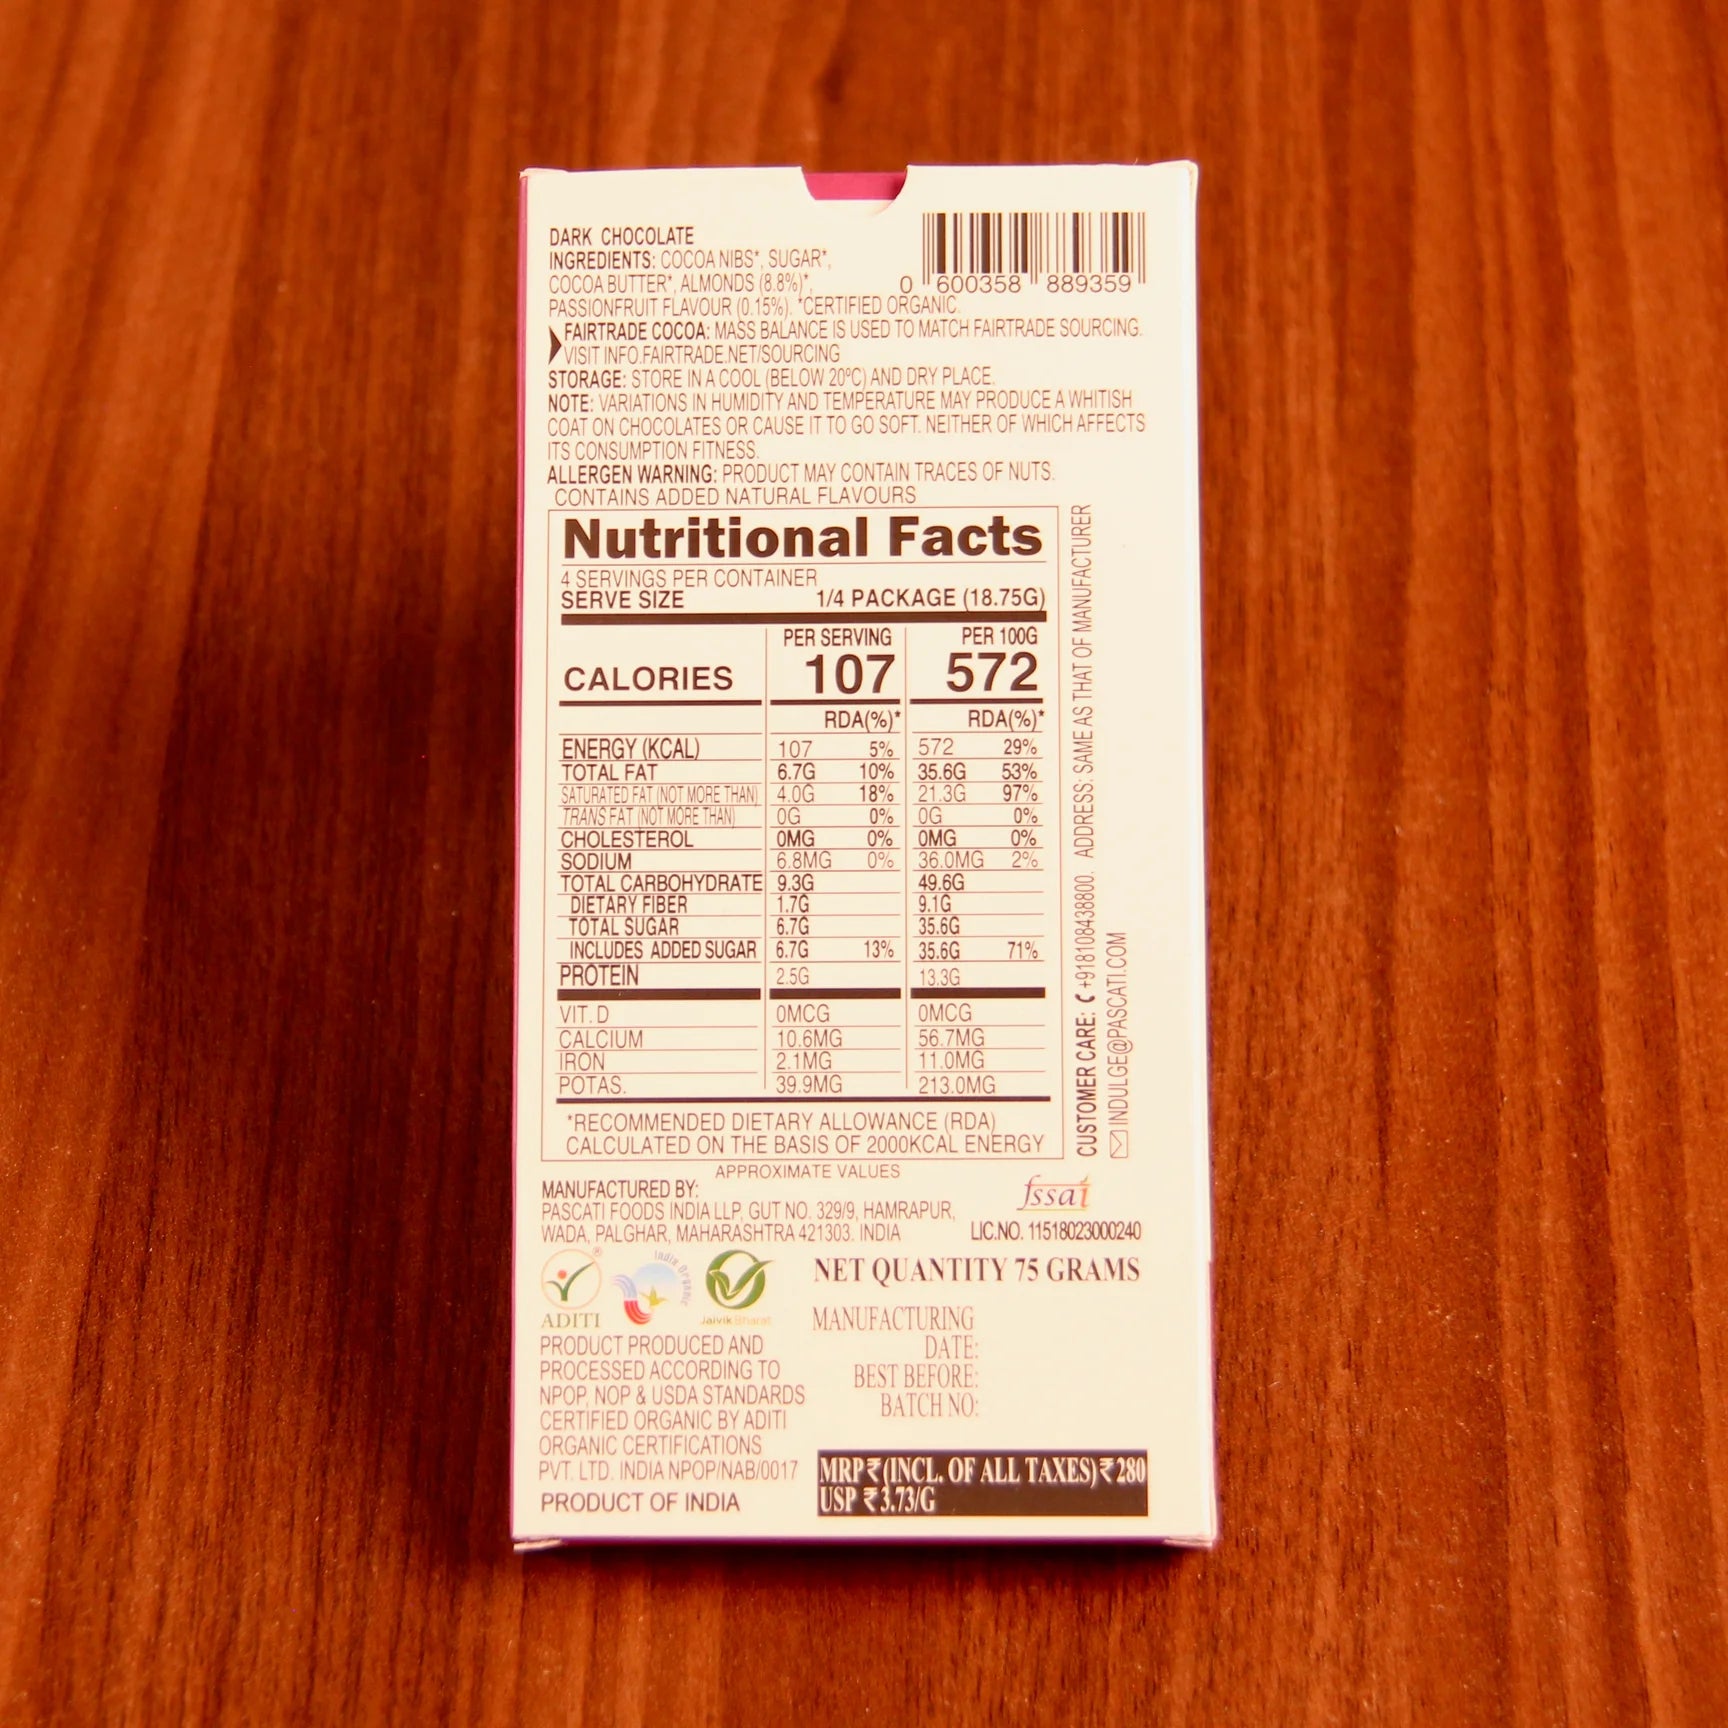 DARK CHOCOLATE
INGREDIENTS: COCOA NIBS*, SUGAR*,
COCOA BUTTER*, ALMONDS (8.8%)*,
PASSIONFRUIT FLAVOUR (0.15%). *CERTIFIED ORGANIC.
0 600358 889359
FAIRTRADE COCOA: MASS BALANCE IS USED TO MATCH FAIRTRADE SOURCING.
VISIT INFO.FAIRTRADE.NET/SOURCING
STORAGE: STORE IN A COOL (BELOW 20ºC) AND DRY PLACE.
NOTE: VARIATIONS IN HUMIDITY AND TEMPERATURE MAY PRODUCE A WHITISH
COAT ON CHOCOLATES OR CAUSE IT TO GO SOFT. NEITHER OF WHICH AFFECTS
ITS CONSUMPTION FITNESS.
ALLERGEN WARNING: PRODUCT MAY CONTAIN TRACES OF NUTS.
CONTAINS ADDED NATURAL FLAVOURS
Nutritional Facts
4 SERVINGS PER CONTAINER
SERVE SIZE 1/4 PACKAGE (18.75G)
PER SERVING PER 100G
CALORIES 107 572
RDA(%)* RDA(%)*
ENERGY (KCAL) 107 5% 572 29%
TOTAL FAT 6.7G 10% 35.6G 53%
SATURATED FAT (NOT MORE THAN) 4.0G 18% 21.3G 97%
TRANS FAT (NOT MORE THAN) 0G 0% 0G 0%
CHOLESTEROL 0MG 0% 0MG 0%
SODIUM 6.8MG 0% 36.0MG 2%
TOTAL CARBOHYDRATE 9.3G 49.6G
DIETARY FIBER 1.7G 9.1G
TOTAL SUGAR 6.7G 35.6G
INCLUDES ADDED SUGAR 6.7G 13% 35.6G 71%
PROTEIN 2.5G 13.3G
VIT. D 0MCG 0MCG
CALCIUM 10.6MG 56.7MG
IRON 2.1MG 11.0MG
POTAS. 39.9MG 213.0MG
*RECOMMENDED DIETARY ALLOWANCE (RDA)
CALCULATED ON THE BASIS OF 2000KCAL ENERGY
APPROXIMATE VALUES
CUSTOMER CARE: +918108438800. ADDRESS: SAME AS THAT OF MANUFACTURER
INDULGE@PASCATI.COM
MANUFACTURED BY:
PASCATI FOODS INDIA LLP, GUT NO. 329/9, HAMRAPUR,
WADA, PALGHAR, MAHARASHTRA 421303. INDIA
fssai
LIC.NO. 11518023000240
ADITI
®
India Organic
Jaivik Bharat
PRODUCT PRODUCED AND
PROCESSED ACCORDING TO
NPOP, NOP & USDA STANDARDS
CERTIFIED ORGANIC BY ADITI
ORGANIC CERTIFICATIONS
PVT. LTD. INDIA NPOP/NAB/0017
PRODUCT OF INDIA
NET QUANTITY 75 GRAMS
MANUFACTURING
DATE:
BEST BEFORE:
BATCH NO:
MRP₹(INCL. OF ALL TAXES)₹280
USP ₹3.73/G